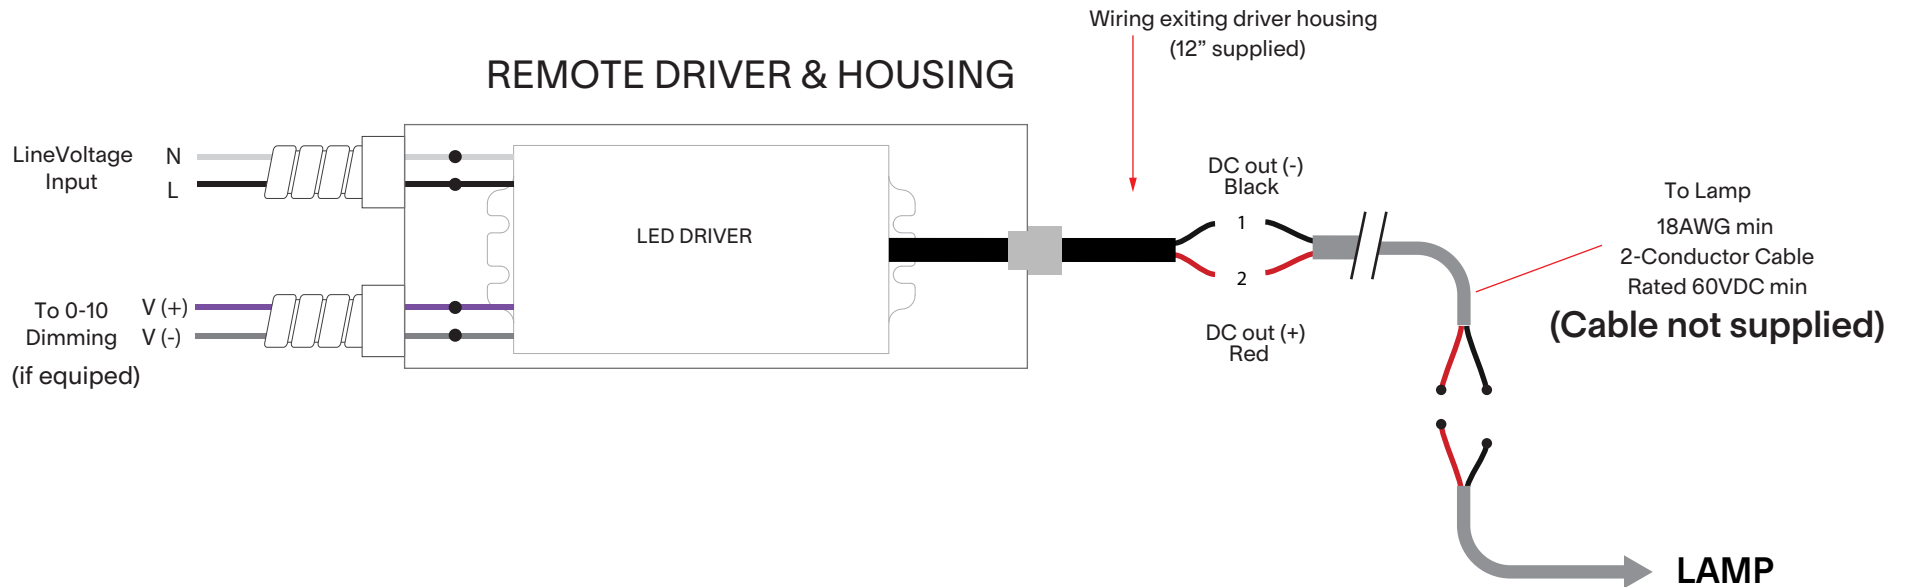 Wiring exiting driver housing
(12” supplied)
REMOTE DRIVER & HOUSING
LineVoltage
Input
N
L
LED DRIVER
To 0-10
Dimming
(if equiped)
V (+)
V (-)
DC out (-)
Black
1
2
DC out (+)
Red
To Lamp
18AWG min
2-Conductor Cable
Rated 60VDC min
(Cable not supplied)
LAMP